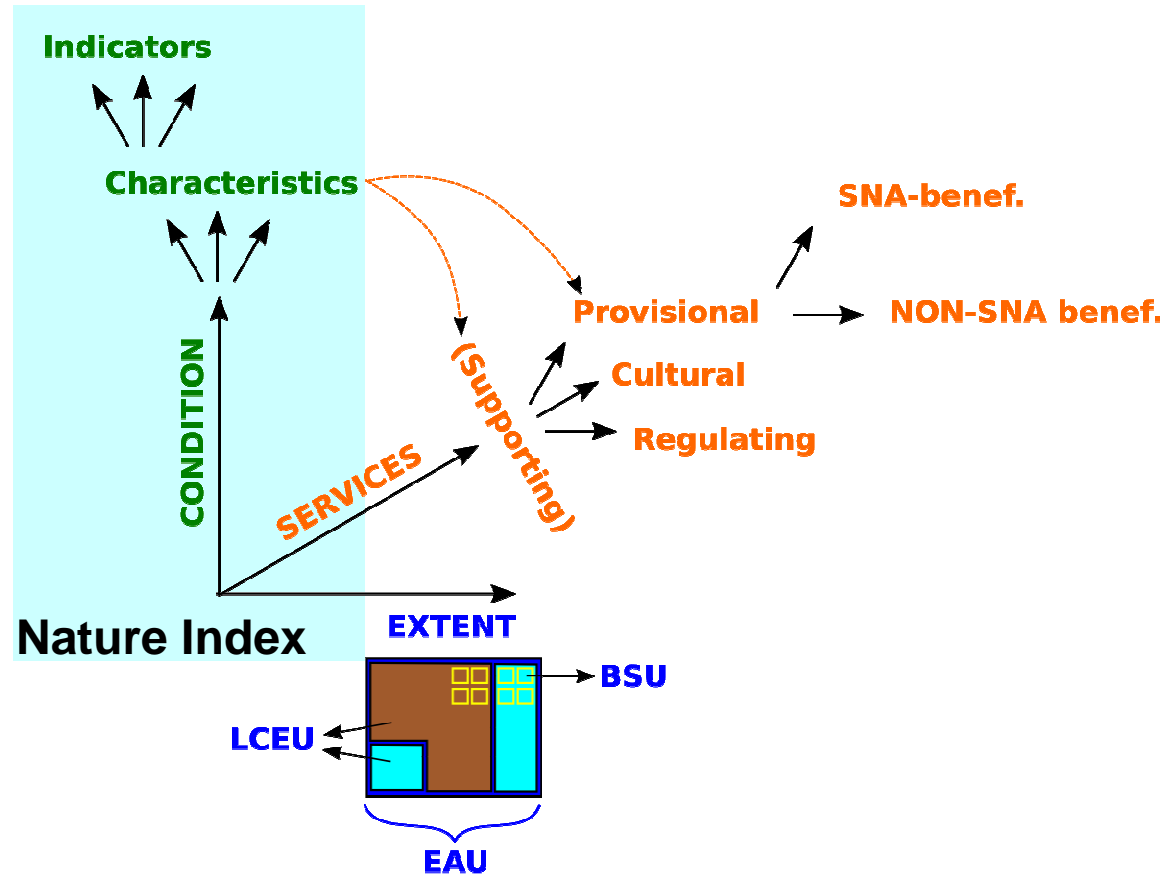 Indicators
Characteristics
SNA-benef.
Provisional
NON-SNA benef.
(Supporting)
Cultural
Regulating
CONDITION
SERVICES
Nature Index
EXTENT
BSU
LCEU
EAU